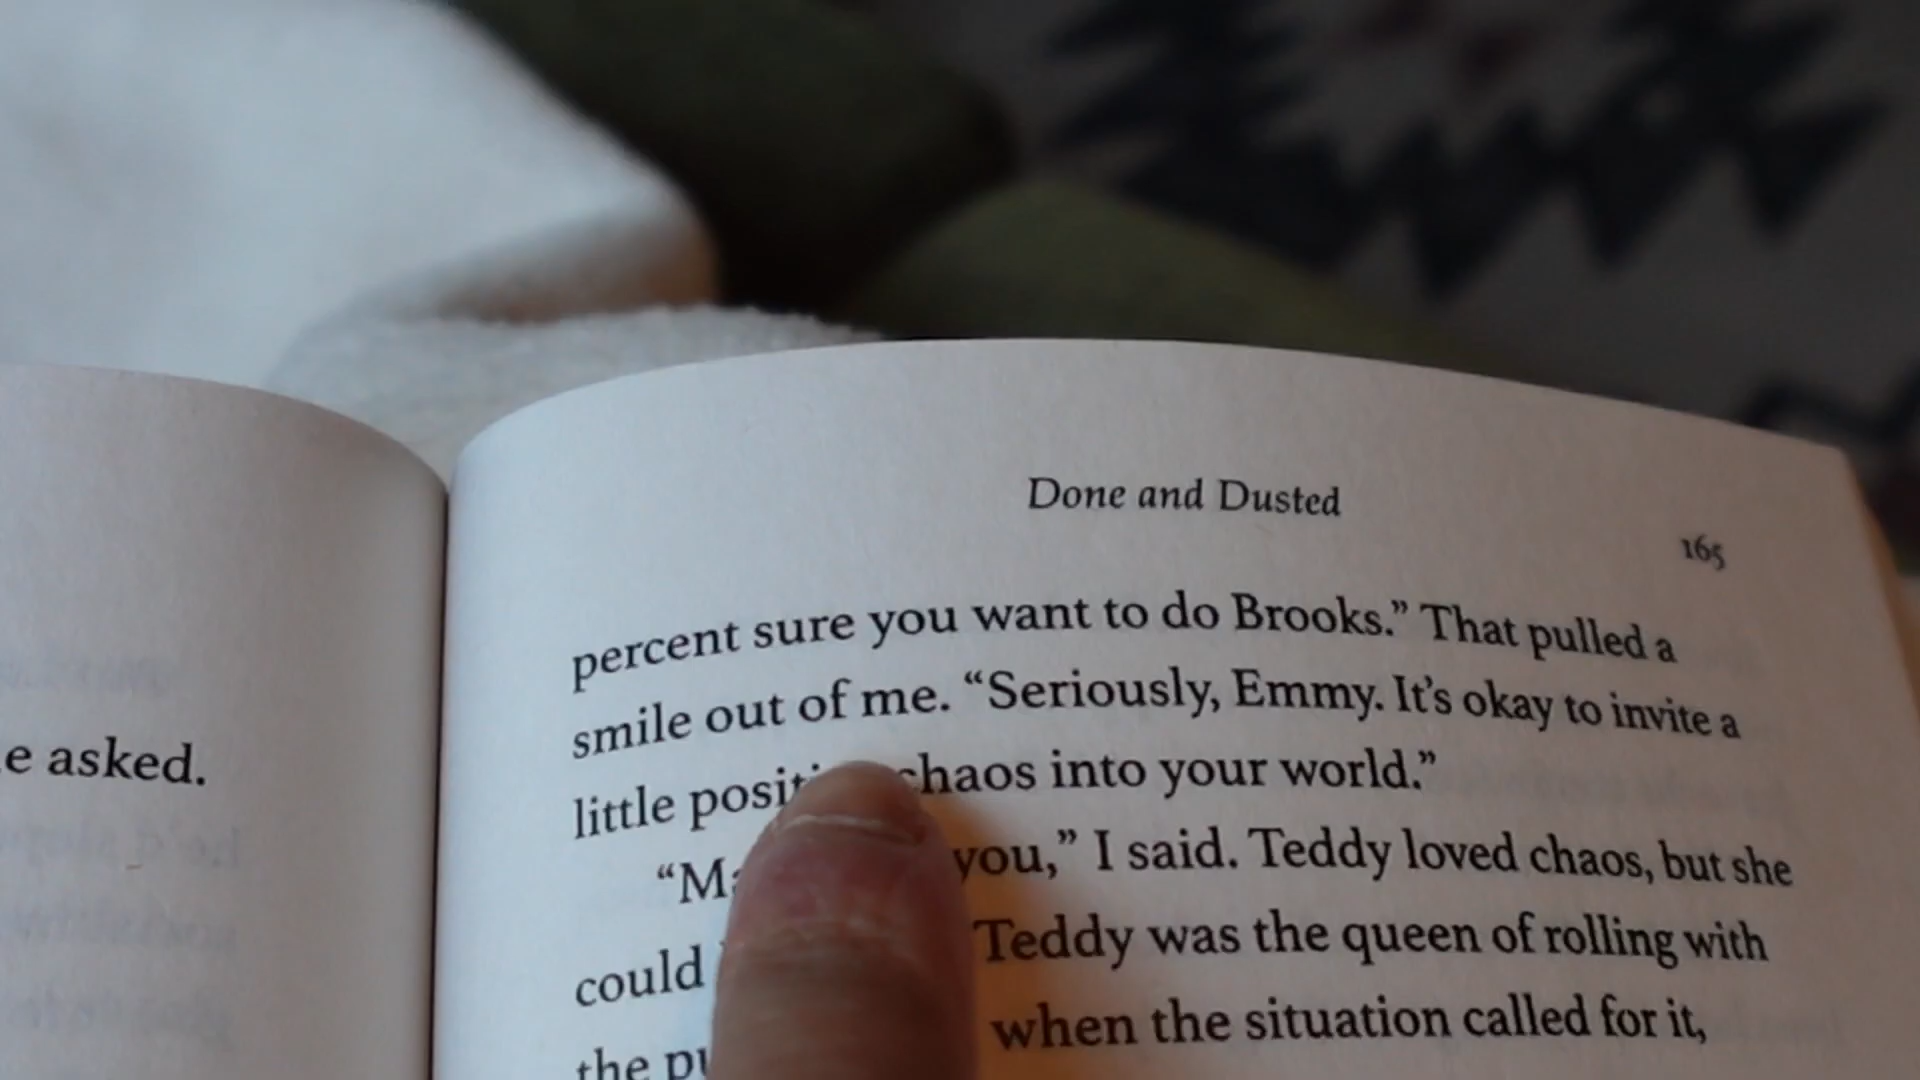 Done and Dusted
165
e asked.
percent sure you want to do Brooks.” That pulled a
smile out of me. “Seriously, Emmy. It’s okay to invite a
little chaos into your world.”
you,” I said. Teddy loved chaos, but she
could Teddy was the queen of rolling with
the when the situation called for it,